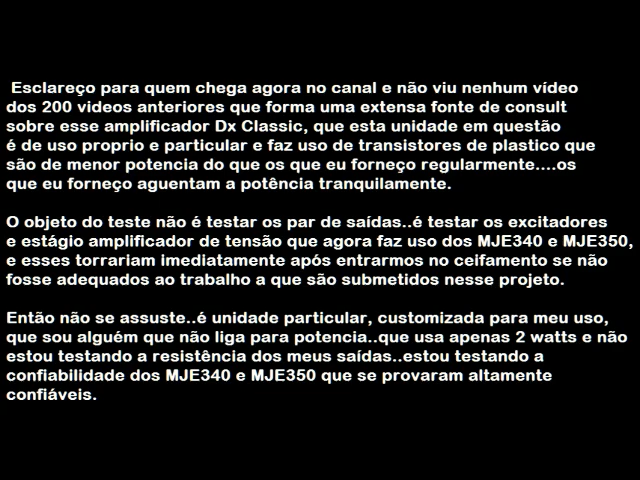 Esclareço para quem chega agora no canal e não viu nenhum vídeo
dos 200 videos anteriores que forma uma extensa fonte de consult
sobre esse amplificador Dx Classic, que esta unidade em questão
é de uso proprio e particular e faz uso de transistores de plastico que
são de menor potencia do que os que eu forneço regularmente....os
que eu forneço aguentam a potência tranquilamente.

O objeto do teste não é testar os par de saídas..é testar os excitadores
e estágio amplificador de tensão que agora faz uso dos MJE340 e MJE350,
e esses torrariam imediatamente após entrarmos no ceifamento se não
fosse adequados ao trabalho a que são submetidos nesse projeto.

Então não se assuste..é unidade particular, customizada para meu uso,
que sou alguém que não liga para potencia..que usa apenas 2 watts e não
estou testando a resistência dos meus saídas..estou testando a
confiabilidade dos MJE340 e MJE350 que se provaram altamente
confiáveis.